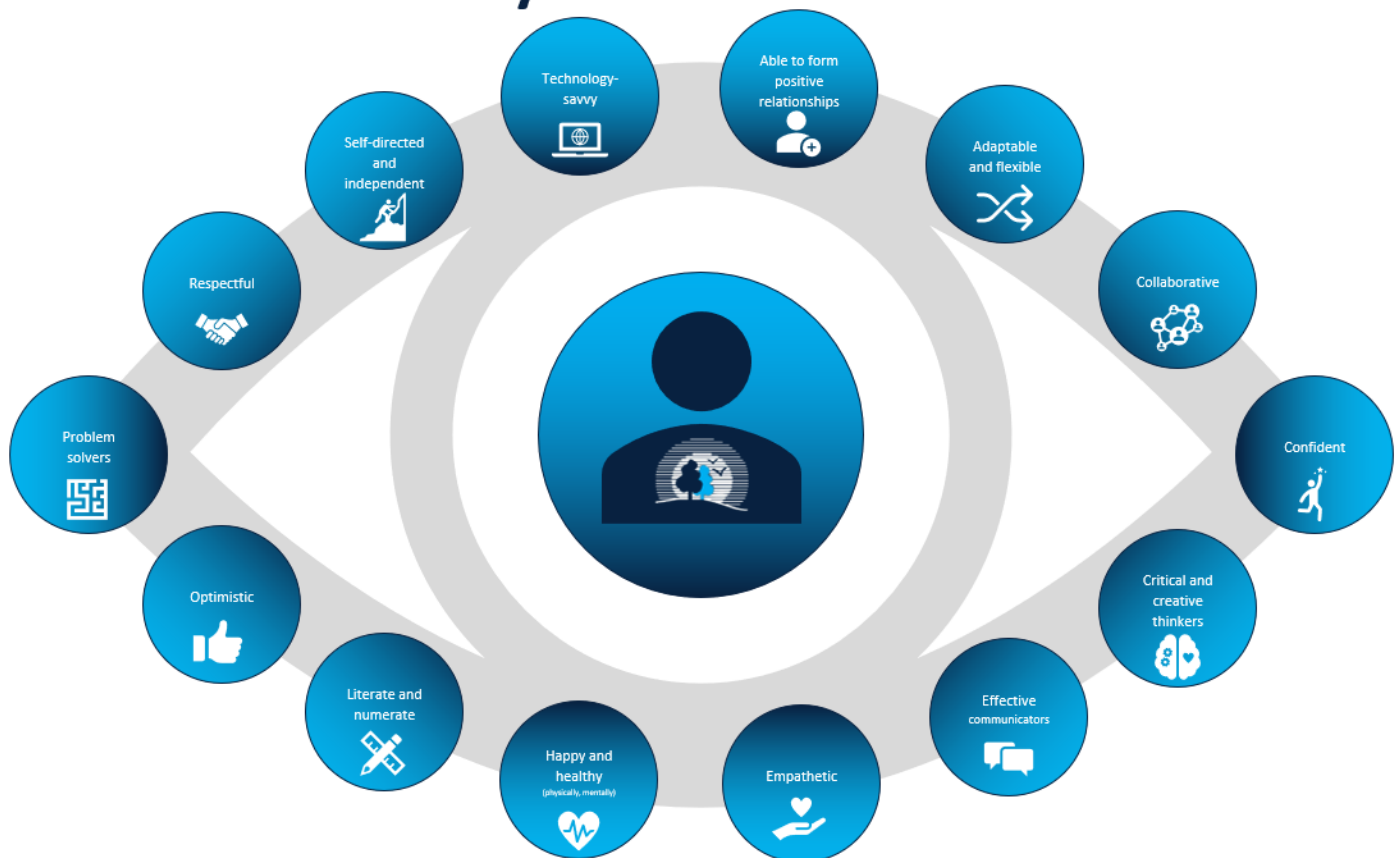 Technology-
savvy
Able to form
positive
relationships
Self-directed
and
independent
Adaptable
and flexible
Respectful
Collaborative
Problem
solvers
Confident
Optimistic
Critical and
creative
thinkers
Literate and
numerate
Effective
communicators
Happy and
healthy
(physically, mentally)
Empathetic